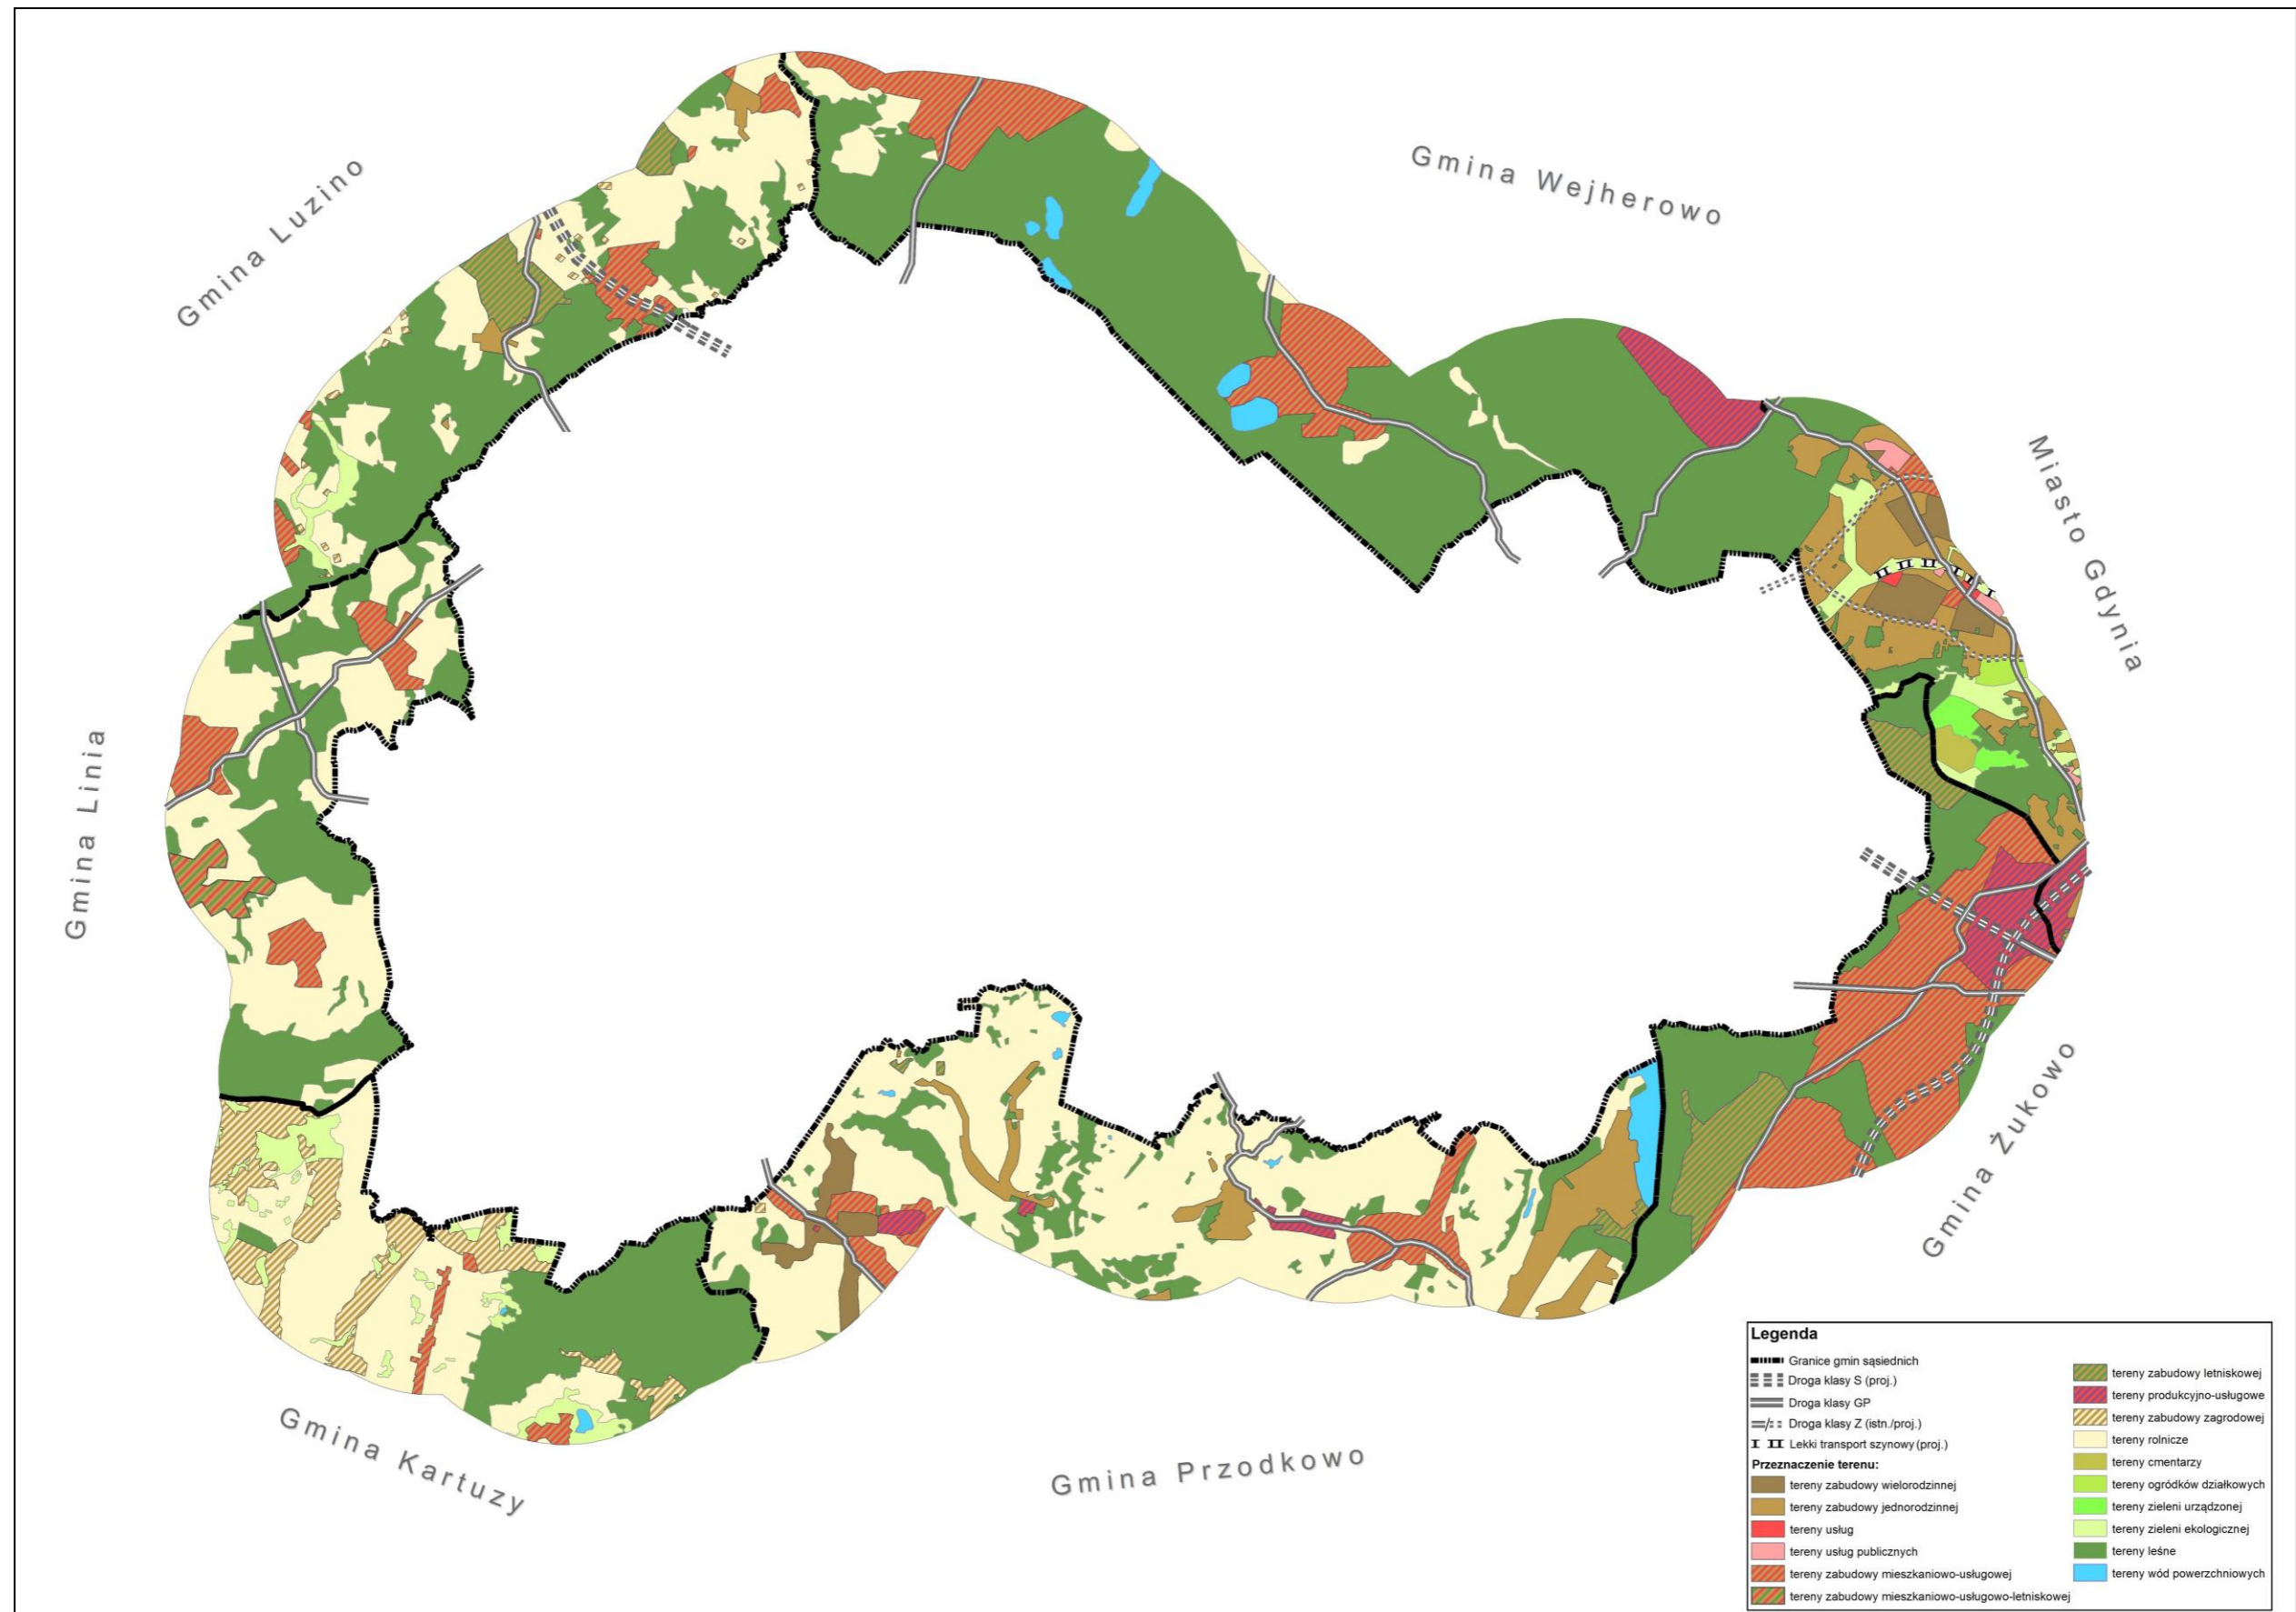 Gmina Luzino
Gmina Wejherowo
Miasto Gdynia
Gmina Linia
Gmina Żukowo
Gmina Kartuzy
Gmina Przodkowo
Legenda
Granice gmin sąsiednich
Droga klasy S (proj.)
Droga klasy GP
Droga klasy Z (istn./proj.)
Lekki transport szynowy (proj.)
Przeznaczenie terenu:
tereny zabudowy wielorodzinnej
tereny zabudowy jednorodzinnej
tereny usług
tereny usług publicznych
tereny zabudowy mieszkaniowo-usługowej
tereny zabudowy mieszkaniowo-usługowo-letniskowej
tereny zabudowy letniskowej
tereny produkcyjno-usługowe
tereny zabudowy zagrodowej
tereny rolnicze
tereny cmentarzy
tereny ogródków działkowych
tereny zieleni urządzonej
tereny zieleni ekologicznej
tereny leśne
tereny wód powierzchniowych